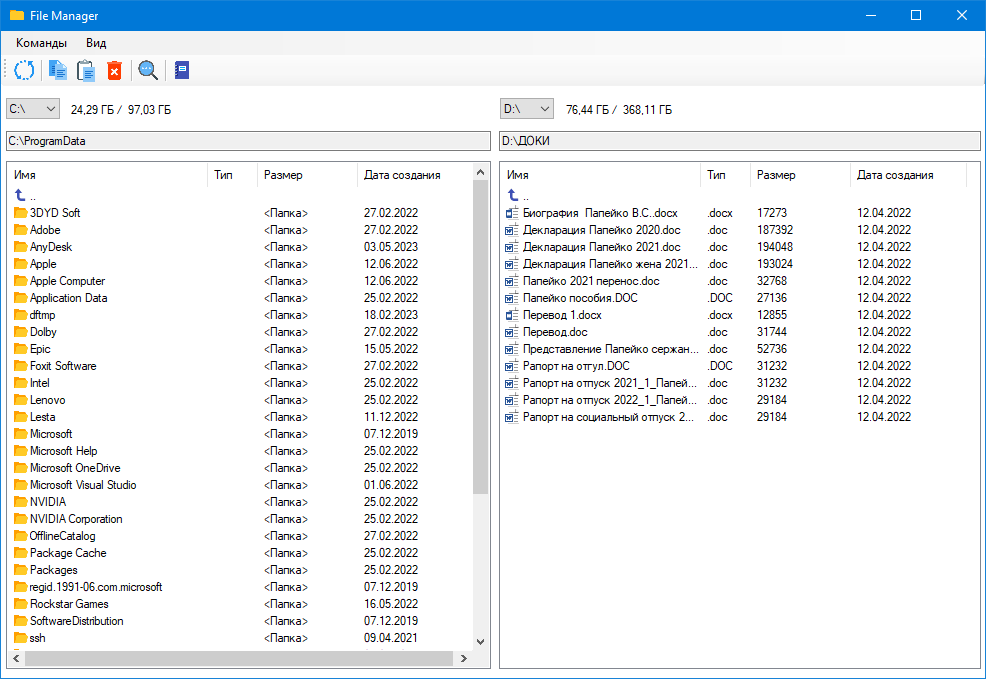 File Manager
Команды Вид
C:\ 24,29 ГБ / 97,03 ГБ
D:\ 76,44 ГБ / 368,11 ГБ
C:\ProgramData
D:\ДОКИ
Имя Тип Размер Дата создания
..
3DYD Soft <Папка> 27.02.2022
Adobe <Папка> 27.02.2022
AnyDesk <Папка> 03.05.2023
Apple <Папка> 12.06.2022
Apple Computer <Папка> 12.06.2022
Application Data <Папка> 25.02.2022
dftmp <Папка> 18.02.2023
Dolby <Папка> 27.02.2022
Epic <Папка> 15.05.2022
Foxit Software <Папка> 27.02.2022
Intel <Папка> 25.02.2022
Lenovo <Папка> 25.02.2022
Lesta <Папка> 11.12.2022
Microsoft <Папка> 07.12.2019
Microsoft Help <Папка> 25.02.2022
Microsoft OneDrive <Папка> 25.02.2022
Microsoft Visual Studio <Папка> 01.06.2022
NVIDIA <Папка> 25.02.2022
NVIDIA Corporation <Папка> 25.02.2022
OfflineCatalog <Папка> 27.02.2022
Package Cache <Папка> 25.02.2022
Packages <Папка> 25.02.2022
regid.1991-06.com.microsoft <Папка> 07.12.2019
Rockstar Games <Папка> 16.05.2022
SoftwareDistribution <Папка> 07.12.2019
ssh <Папка> 09.04.2021
Имя Тип Размер Дата создания
..
Биография Папейко В.С..docx .docx 17273 12.04.2022
Декларация Папейко 2020.doc .doc 187392 12.04.2022
Декларация Папейко 2021.doc .doc 194048 12.04.2022
Декларация Папейко жена 2021... .doc 193024 12.04.2022
Папейко 2021 перенос.doc .doc 32768 12.04.2022
Папейко пособия.DOC .DOC 27136 12.04.2022
Перевод 1.docx .docx 12855 12.04.2022
Перевод.doc .doc 31744 12.04.2022
Представление Папейко сержан... .doc 52736 12.04.2022
Рапорт на отгул.DOC .DOC 31232 12.04.2022
Рапорт на отпуск 2021_1_Папей... .doc 31232 12.04.2022
Рапорт на отпуск 2022_1_Папей... .doc 29184 12.04.2022
Рапорт на социальный отпуск 2... .doc 29184 12.04.2022